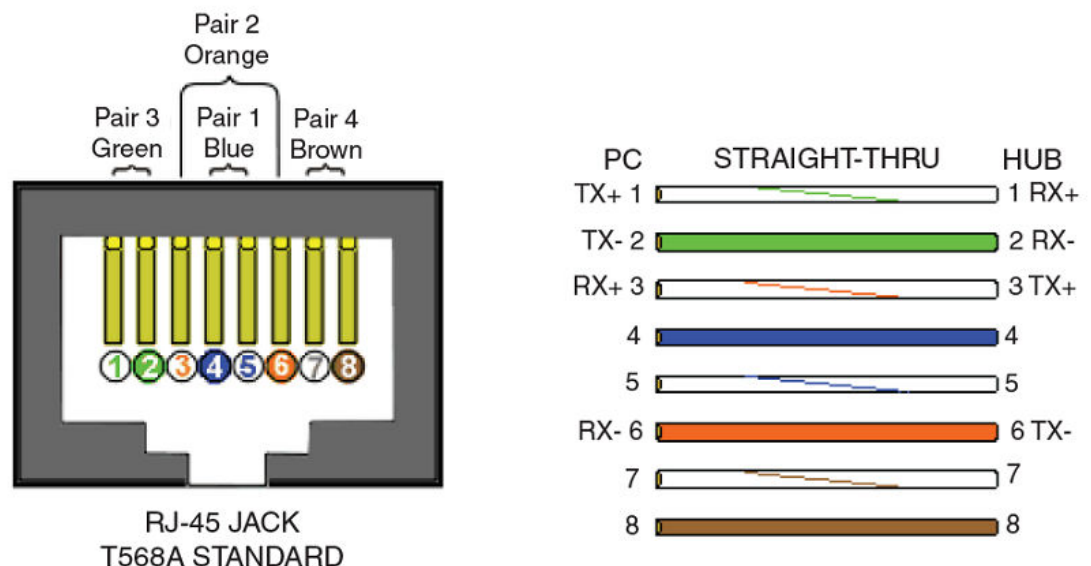 Pair 2
Orange
Pair 3 Pair 1 Pair 4
Green Blue Brown
1 2 3 4 5 6 7 8
RJ-45 JACK
T568A STANDARD
PC STRAIGHT-THRU HUB
TX+ 1 1 RX+
TX- 2 2 RX-
RX+ 3 3 TX+
4 4
5 5
RX- 6 6 TX-
7 7
8 8